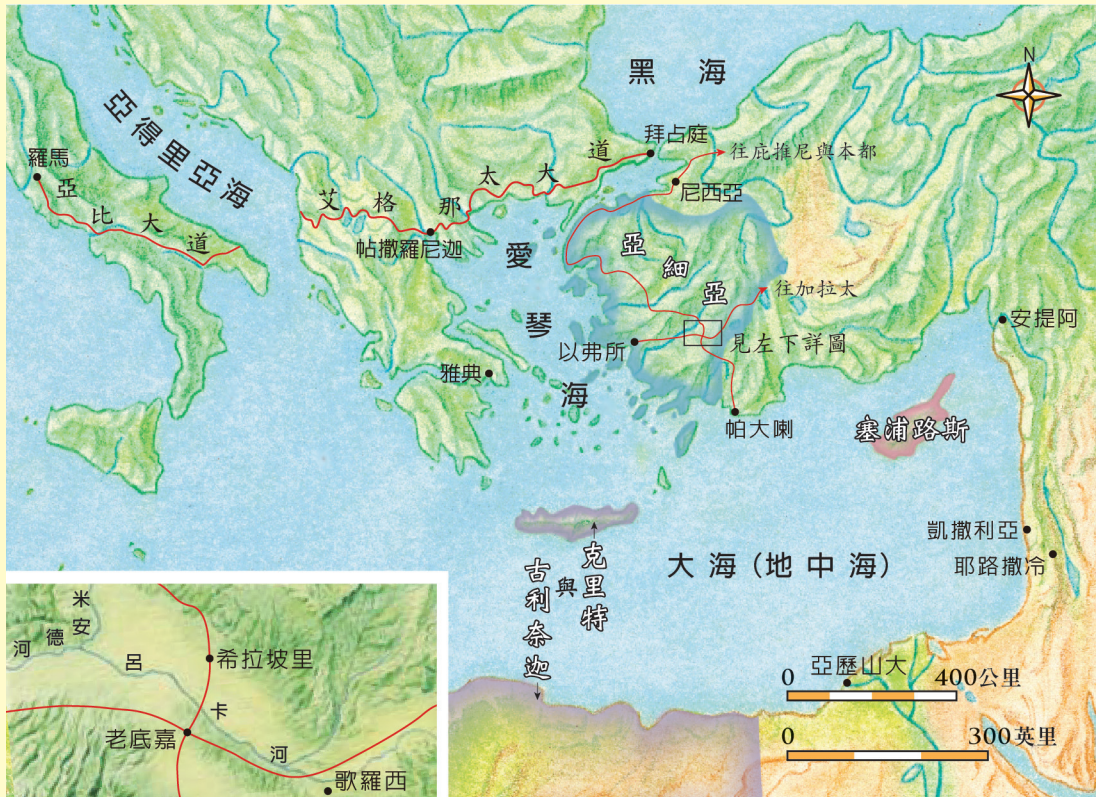 黑海
N
亞得里亞海
羅馬
亞比大道
艾格那太大道
拜占庭
往庇推尼與本都
尼西亞
帖撒羅尼迦
愛琴海
亞細亞
往加拉太
安提阿
以弗所
見左下詳圖
雅典
帕大喇
塞浦路斯
凱撒利亞
耶路撒冷
大海(地中海)
克里特
與
古利奈迦
亞歷山大
0 400公里
0 300英里
米安德河
呂卡河
希拉坡里
老底嘉
歌羅西